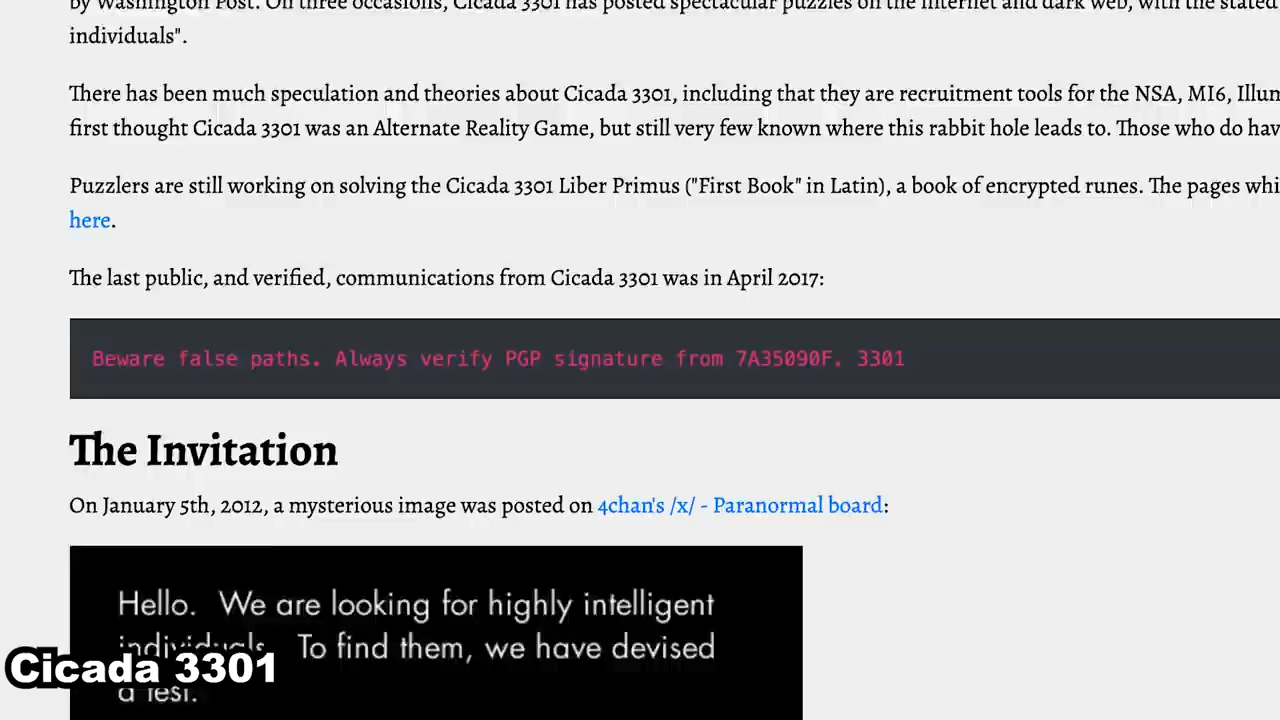 by Washington Post. On three occasions, Cicada 3301 has posted spectacular puzzles on the internet and dark web, with the stated
individuals".
There has been much speculation and theories about Cicada 3301, including that they are recruitment tools for the NSA, MI6, Illum
first thought Cicada 3301 was an Alternate Reality Game, but still very few known where this rabbit hole leads to. Those who do hav
Puzzlers are still working on solving the Cicada 3301 Liber Primus ("First Book" in Latin), a book of encrypted runes. The pages whi
here.
The last public, and verified, communications from Cicada 3301 was in April 2017:
Beware false paths. Always verify PGP signature from 7A35090F. 3301
The Invitation
On January 5th, 2012, a mysterious image was posted on 4chan's /x/ - Paranormal board:
Hello. We are looking for highly intelligent
individuals. To find them, we have devised
a test.
Cicada 3301